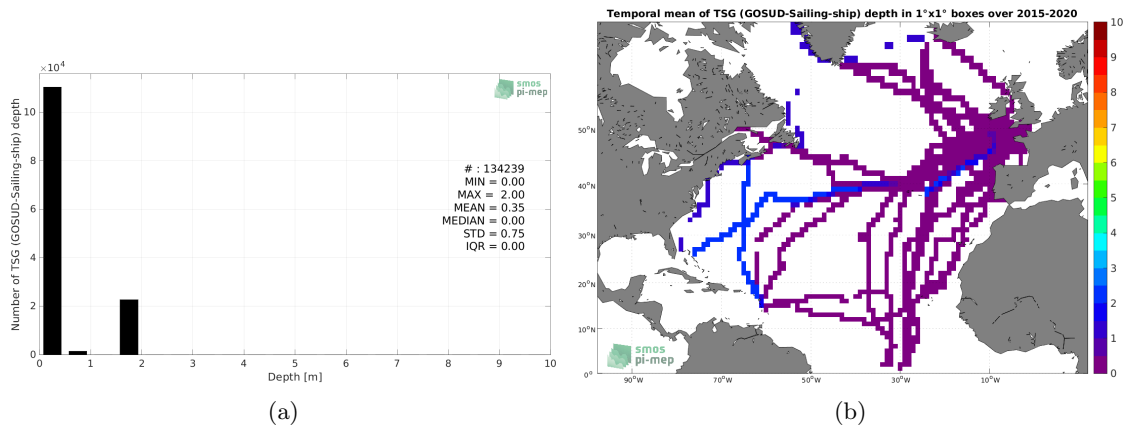 ×10⁴
10
8
6
4
2
0
0 1 2 3 4 5 6 7 8 9 10
Number of TSG (GOSUD-Sailing-ship) depth
Depth [m]
smos
pi-mep
# : 134239
MIN = 0.00
MAX = 2.00
MEAN = 0.35
MEDIAN = 0.00
STD = 0.75
IQR = 0.00
(a)
Temporal mean of TSG (GOSUD-Sailing-ship) depth in 1°x1° boxes over 2015-2020
50°N
40°N
30°N
20°N
10°N
0°
90°W 70°W 50°W 30°W 10°W
smos
pi-mep
10
9
8
7
6
5
4
3
2
1
0
(b)